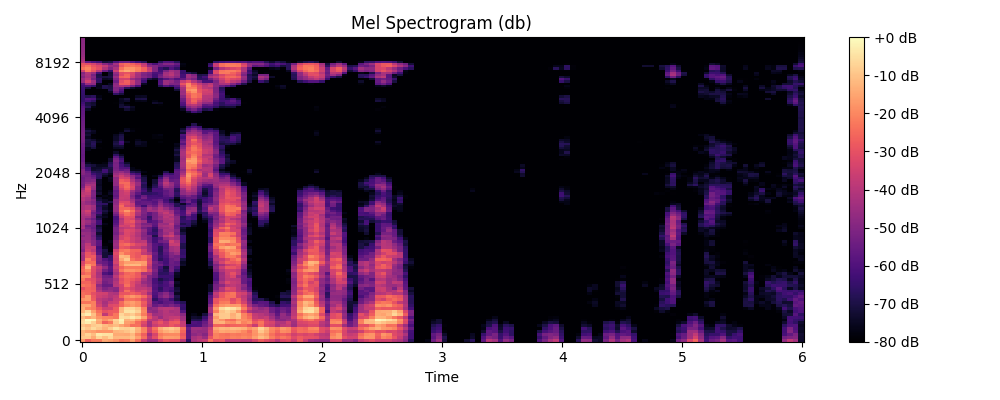 Mel Spectrogram (db)
Hz
8192
4096
2048
1024
512
0
0 1 2 3 4 5 6
Time
+0 dB
-10 dB
-20 dB
-30 dB
-40 dB
-50 dB
-60 dB
-70 dB
-80 dB